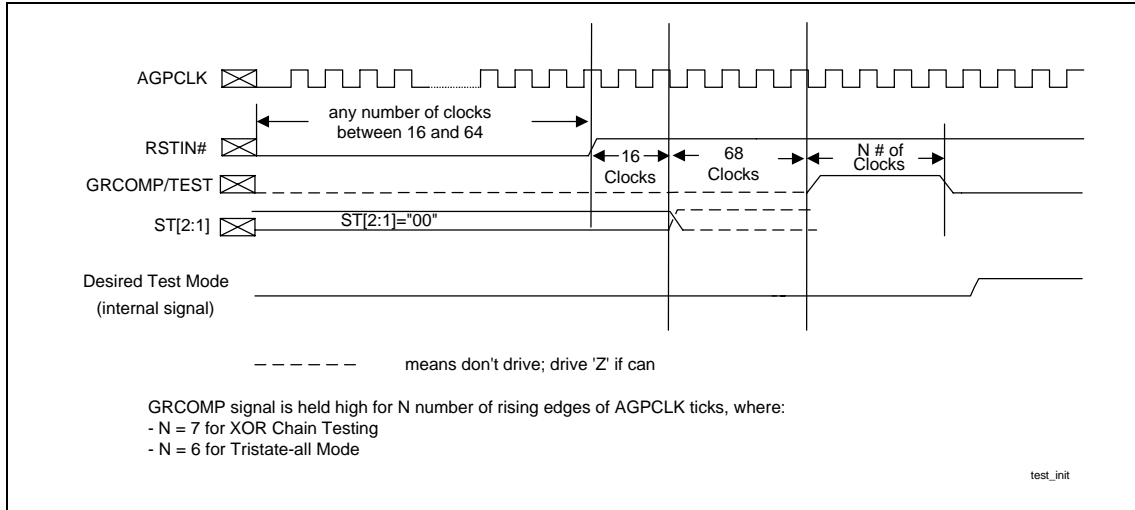 AGPCLK
any number of clocks
between 16 and 64
RSTIN#
16
Clocks
68
Clocks
N # of
Clocks
GRCOMP/TEST
ST[2:1]
ST[2:1]="00"
Desired Test Mode
(internal signal)
means don't drive; drive 'Z' if can
GRCOMP signal is held high for N number of rising edges of AGPCLK ticks, where:
- N = 7 for XOR Chain Testing
- N = 6 for Tristate-all Mode
test_init